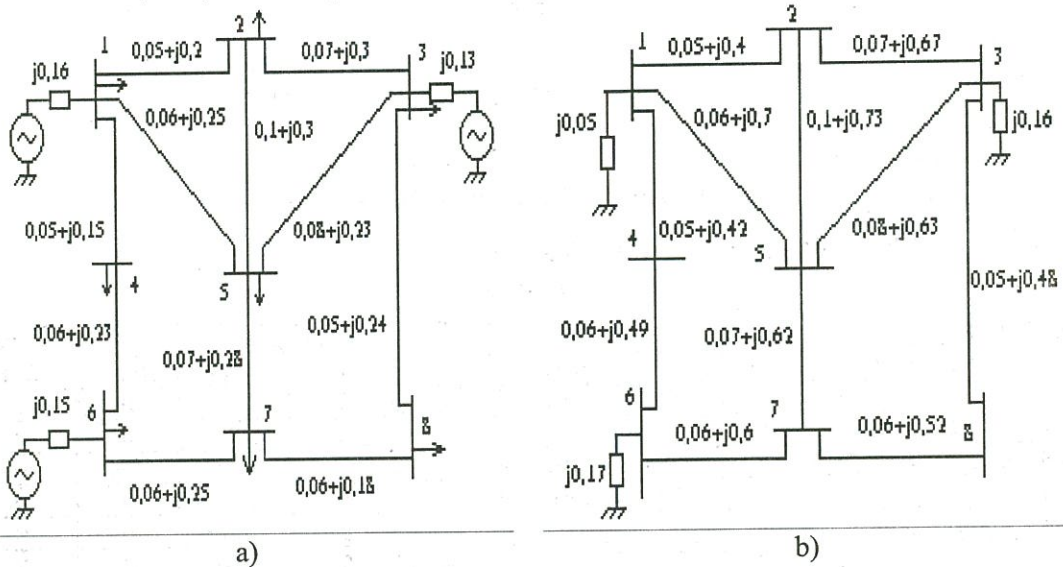 2
1
0,05+j0,2
0,07+j0,3
3
j0,13
j0,16
0,06+j0,25
0,1+j0,3
0,05+j0,15
0,08+j0,23
4
5
0,06+j0,23
0,05+j0,24
0,07+j0,28
j0,15
6
7
8
0,06+j0,25
0,06+j0,18
a)
2
1
0,05+j0,4
0,07+j0,67
3
j0,05
0,06+j0,7
0,1+j0,73
j0,16
4
0,05+j0,42
5
0,08+j0,63
0,05+j0,48
0,06+j0,49
0,07+j0,62
6
7
0,06+j0,6
0,06+j0,52
8
j0,17
b)